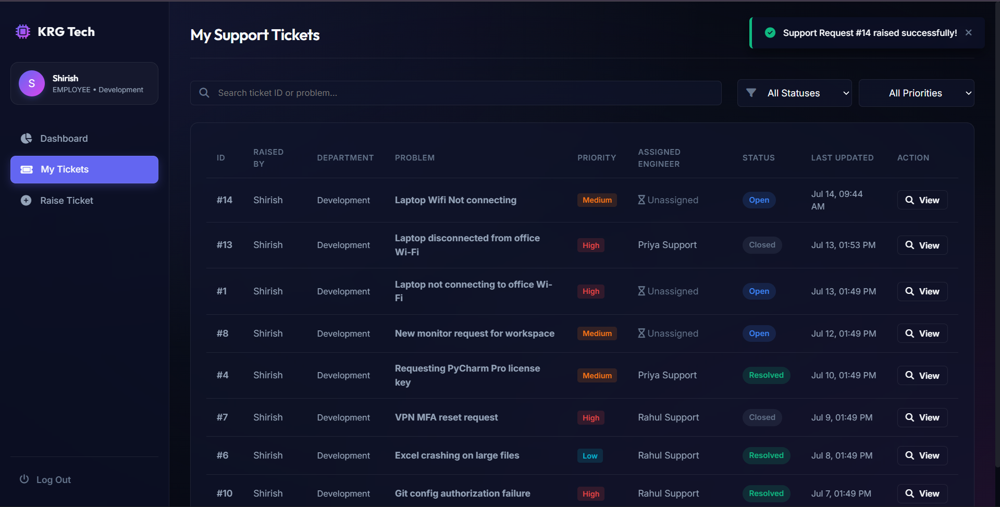 KRG Tech
S
Shirish
EMPLOYEE • Development
Dashboard
My Tickets
Raise Ticket
Log Out
My Support Tickets
Support Request #14 raised successfully!
Search ticket ID or problem...
All Statuses
All Priorities
ID
RAISED
BY
DEPARTMENT
PROBLEM
PRIORITY
ASSIGNED
ENGINEER
STATUS
LAST UPDATED
ACTION
#14
Shirish
Development
Laptop Wifi Not connecting
Medium
Unassigned
Open
Jul 14, 09:44
AM
View
#13
Shirish
Development
Laptop disconnected from office
Wi-Fi
High
Priya Support
Closed
Jul 13, 01:53 PM
View
#1
Shirish
Development
Laptop not connecting to office Wi-
Fi
High
Unassigned
Open
Jul 13, 01:49 PM
View
#8
Shirish
Development
New monitor request for workspace
Medium
Unassigned
Open
Jul 12, 01:49 PM
View
#4
Shirish
Development
Requesting PyCharm Pro license
key
Medium
Priya Support
Resolved
Jul 10, 01:49 PM
View
#7
Shirish
Development
VPN MFA reset request
High
Rahul Support
Closed
Jul 9, 01:49 PM
View
#6
Shirish
Development
Excel crashing on large files
Low
Rahul Support
Resolved
Jul 8, 01:49 PM
View
#10
Shirish
Development
Git config authorization failure
High
Rahul Support
Resolved
Jul 7, 01:49 PM
View